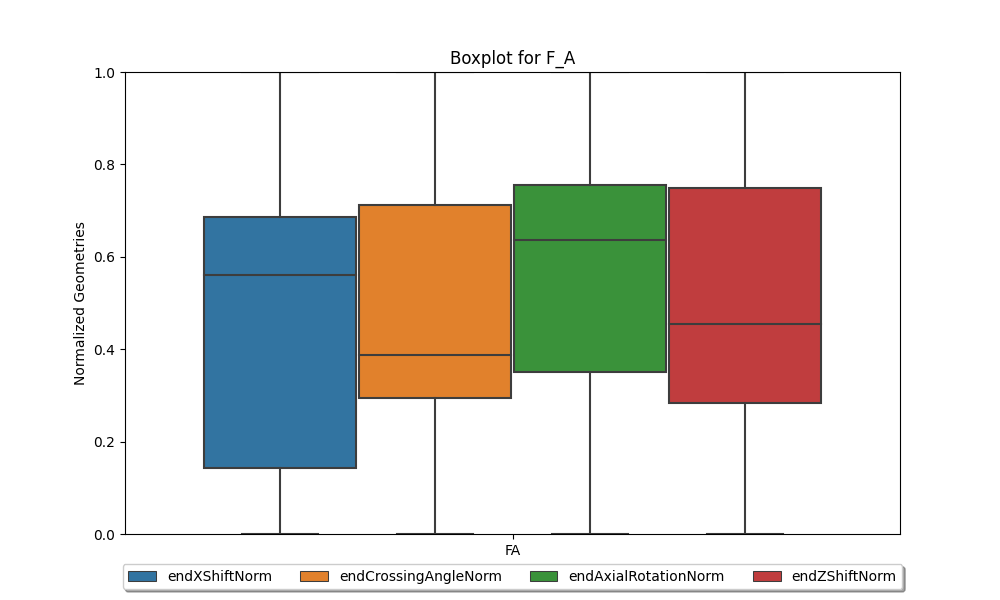 Boxplot for F_A
Normalized Geometries
1.0
0.8
0.6
0.4
0.2
0.0
FA
endXShiftNorm endCrossingAngleNorm endAxialRotationNorm endZShiftNorm